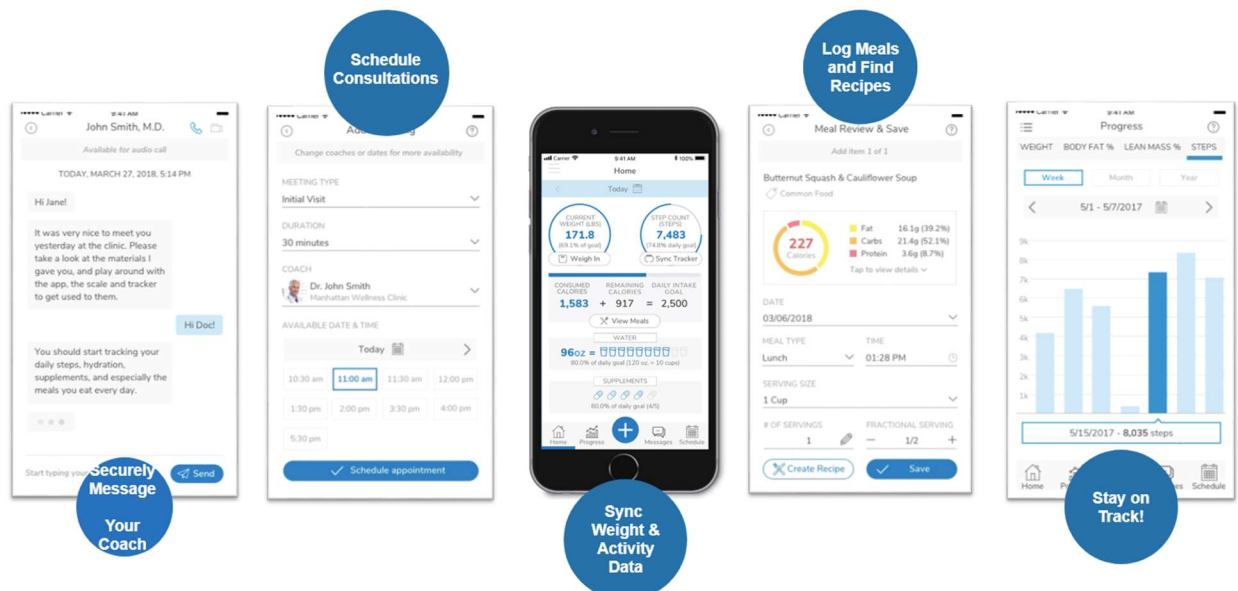 Schedule
Consultations
Log Meals
and Find
Recipes
9:41 AM
John Smith, M.D.
Available for audio call
TODAY, MARCH 27, 2018, 5:14 PM
Hi Jane!
It was very nice to meet you
yesterday at the clinic. Please
take a look at the materials I
gave you, and play around with
the app, the scale and tracker
to get used to them.
Hi Doc!
You should start tracking your
daily steps, hydration,
supplements, and especially the
meals you eat every day.
Start typing
Send
Securely
Message
Your
Coach
Change coaches or dates for more
availability
MEETING TYPE
Initial Visit
DURATION
30 minutes
COACH
Dr. John Smith
Manhattan Wellness Clinic
AVAILABLE DATE & TIME
Today
10:30 am 11:00 am 11:30 am 12:00 pm
1:30 pm 2:00 pm 3:30 pm 4:00 pm
5:30 pm
Schedule appointment
Carrier 9:41 AM 100%
Home
Today
CURRENT
WEIGHT (LBS)
171.8
(69.1% of goal)
Weigh In
STEP COUNT
(STEPS)
7,483
(74.8% daily goal)
Sync Tracker
CONSUMED
CALORIES
1,583
+
REMAINING
CALORIES
917
=
DAILY INTAKE
GOAL
2,500
View Meals
WATER
96oz =
80.0% of daily goal (120 oz. = 10 cups)
SUPPLEMENTS
80.0% of daily goal (4/5)
Home Progress + Messages Schedule
Sync
Weight &
Activity
Data
Meal Review & Save
Add item 1 of 1
Butternut Squash & Cauliflower Soup
Common Food
227
Calories
Fat 16.1g (39.2%)
Carbs 21.4g (52.1%)
Protein 3.6g (8.7%)
Tap to view details
DATE
03/06/2018
MEAL TYPE TIME
Lunch 01:28 PM
SERVING SIZE
1 Cup
# OF SERVINGS FRACTIONAL SERVING
1 − 1/2 +
Create Recipe Save
Progress
WEIGHT BODY FAT % LEAN MASS % STEPS
Week Month Year
5/1 - 5/7/2017
9k
8k
7k
6k
5k
4k
3k
2k
1k
5/15/2017 - 8,035 steps
Home Schedule
Stay on
Track!